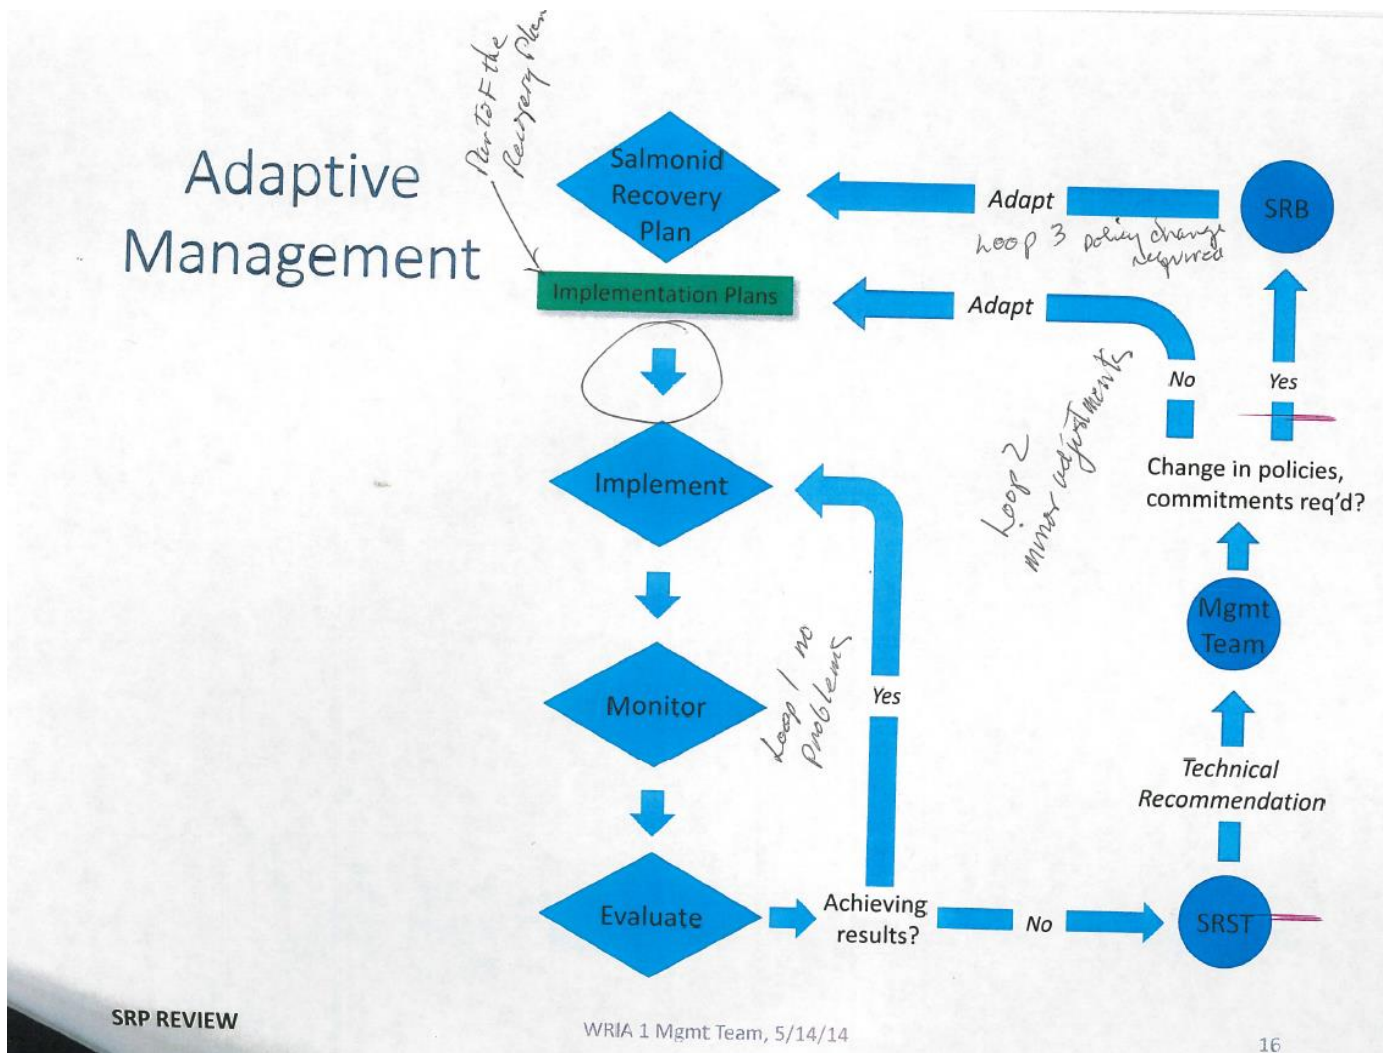 Part of the
Recovery Plan
Adaptive
Management
Salmonid
Recovery
Plan
Adapt
SRB
Loop 3 policy change
required
Implementation Plans
Adapt
No
Yes
Loop 2
minor adjustments
Implement
Change in policies,
commitments req'd?
Mgmt
Team
Loop 1 no
problems
Monitor
Yes
Technical
Recommendation
Evaluate
Achieving
results?
No
SRST
SRP REVIEW
WRIA 1 Mgmt Team, 5/14/14
16